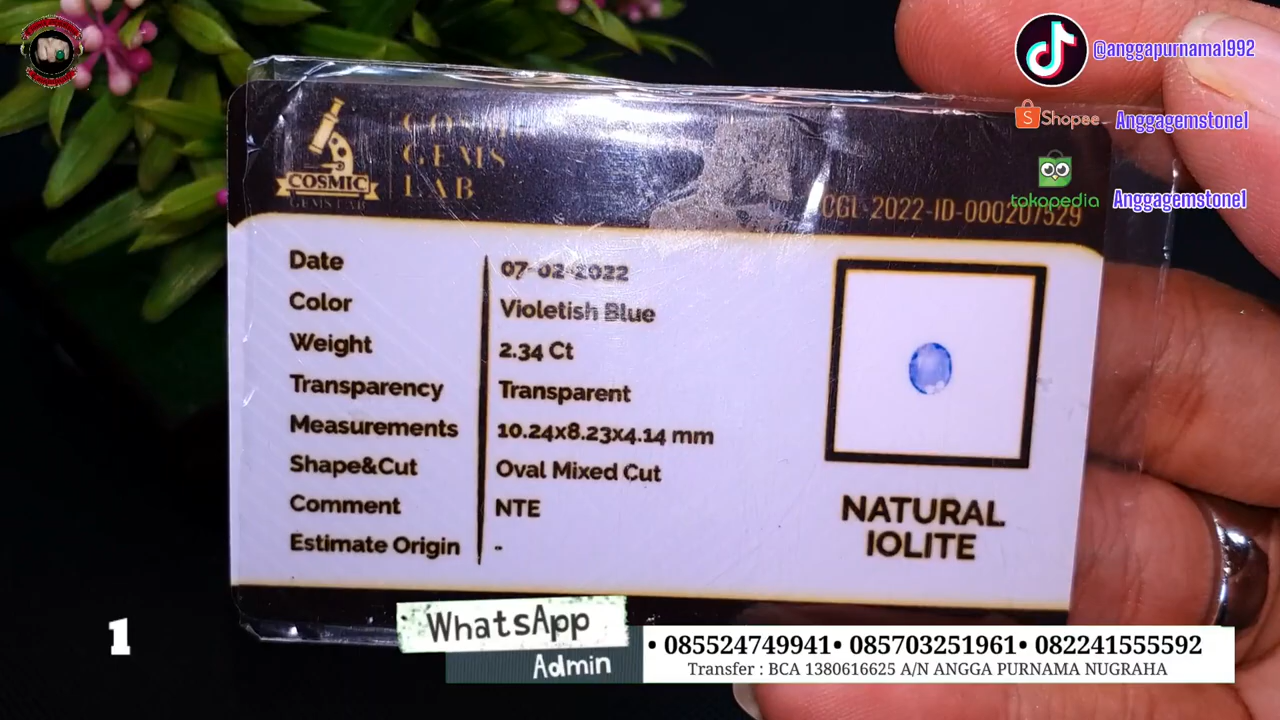 @anggapurnama1992
Shopee
Anggagemstone1
tokopedia
Anggagemstone1
COSMIC
GEMS LAB
GEMS
LAB
CGL-2022-ID-000207529
Date 07-02-2022
Color Violetish Blue
Weight 2.34 Ct
Transparency Transparent
Measurements 10.24x8.23x4.14 mm
Shape&Cut Oval Mixed Cut
Comment NTE
Estimate Origin -
NATURAL
IOLITE
1
WhatsApp
Admin
• 085524749941• 085703251961• 082241555592
Transfer : BCA 1380616625 A/N ANGGA PURNAMA NUGRAHA